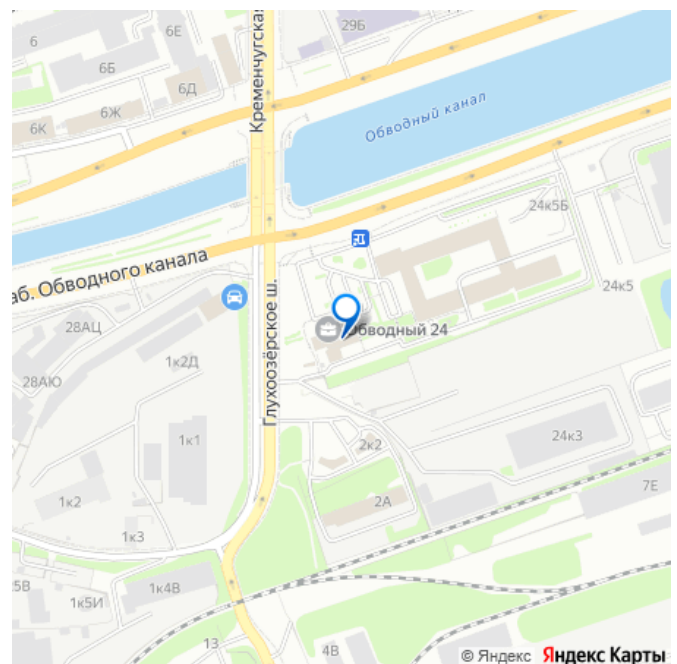 6Е
29Б
6
6Б
6Д
Кременчугская
6Ж
6К
Обводный канал
24к5Б
аб. Обводного канала
24к5
28АЦ
Обводный 24
Глухоозёрское ш.
1к2Д
28АЮ
1к1
2к2
24к3
7Е
1к2
2А
1к3
5В
1к4В
1к5И
13
4В
© Яндекс Яндекс Карты